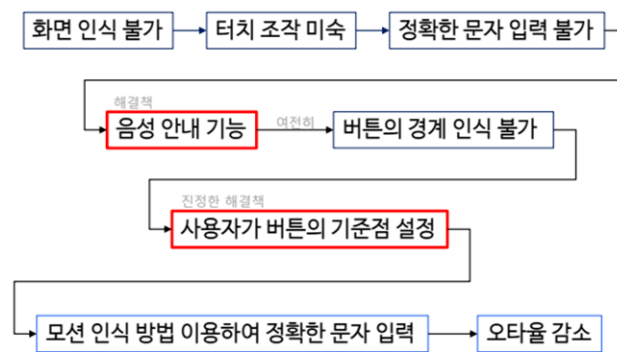 화면 인식 불가
터치 조작 미숙
정확한 문자 입력 불가
해결책
음성 안내 기능
여전히
버튼의 경계 인식 불가
진정한 해결책
사용자가 버튼의 기준점 설정
모션 인식 방법 이용하여 정확한 문자 입력
오타율 감소